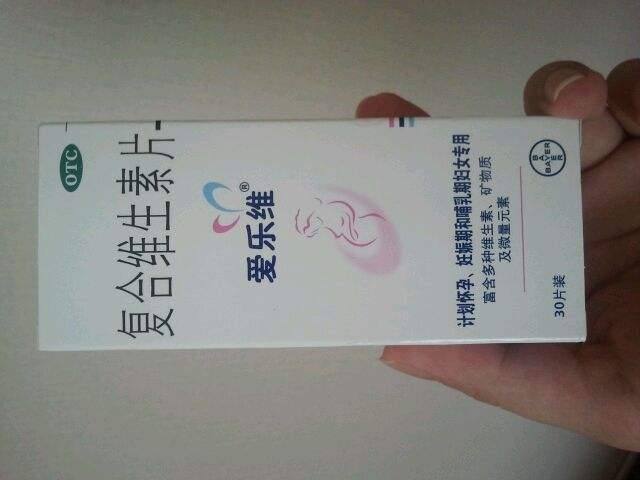 OTC
复合维生素片
爱乐维®
计划怀孕、妊娠期和哺乳期妇女专用
富含多种维生素、矿物质
及微量元素
BAYER
BAYER
30片装